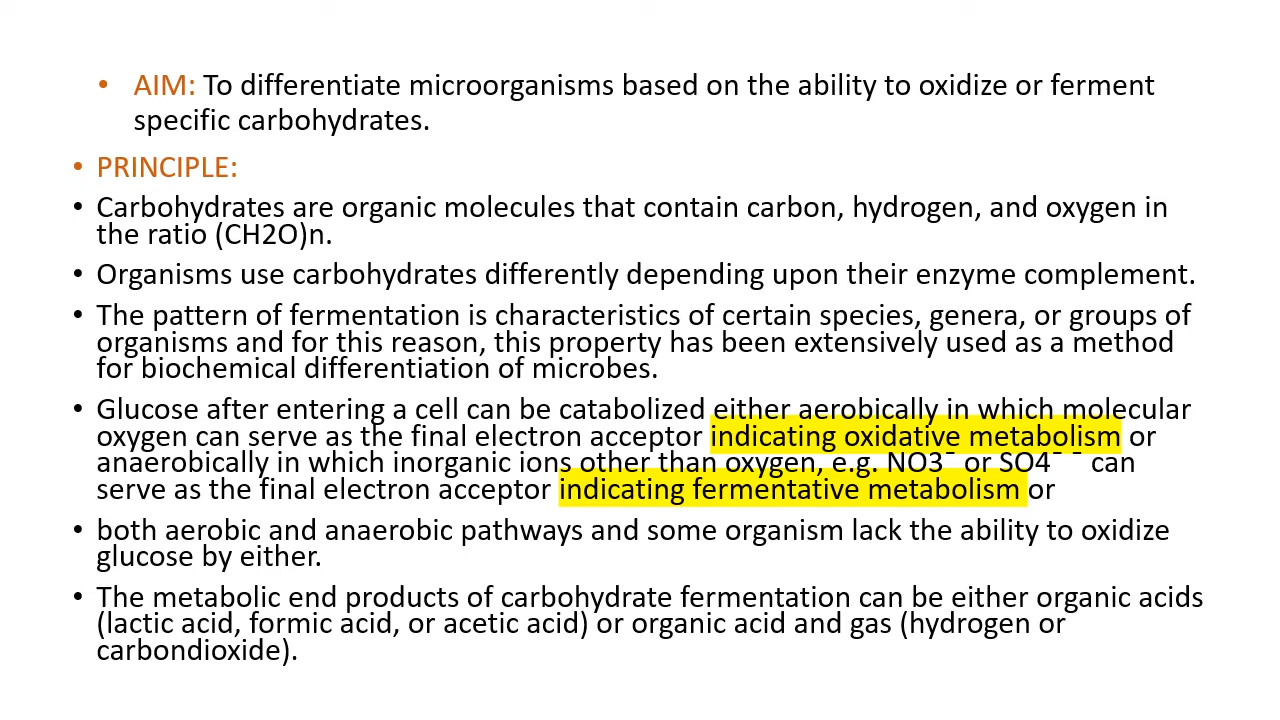 • AIM: To differentiate microorganisms based on the ability to oxidize or ferment
specific carbohydrates.
• PRINCIPLE:
• Carbohydrates are organic molecules that contain carbon, hydrogen, and oxygen in
the ratio (CH2O)n.
• Organisms use carbohydrates differently depending upon their enzyme complement.
• The pattern of fermentation is characteristics of certain species, genera, or groups of
organisms and for this reason, this property has been extensively used as a method
for biochemical differentiation of microbes.
• Glucose after entering a cell can be catabolized either aerobically in which molecular
oxygen can serve as the final electron acceptor indicating oxidative metabolism or
anaerobically in which inorganic ions other than oxygen, e.g. NO3⁻ or SO4⁻ ⁻ can
serve as the final electron acceptor indicating fermentative metabolism or
• both aerobic and anaerobic pathways and some organism lack the ability to oxidize
glucose by either.
• The metabolic end products of carbohydrate fermentation can be either organic acids
(lactic acid, formic acid, or acetic acid) or organic acid and gas (hydrogen or
carbondioxide).